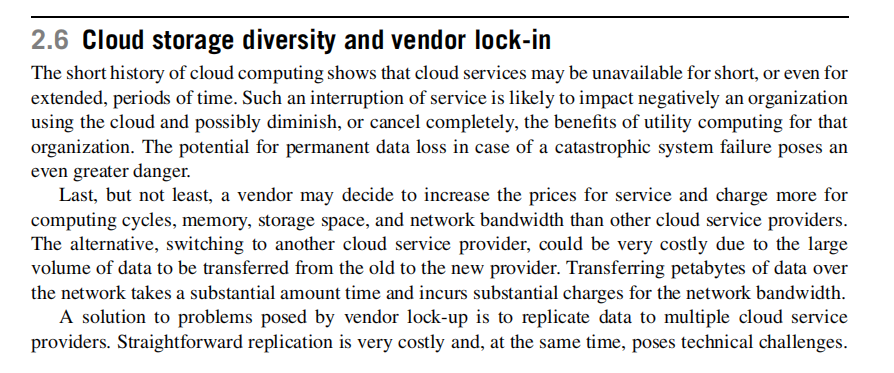 2.6 Cloud storage diversity and vendor lock-in
The short history of cloud computing shows that cloud services may be unavailable for short, or even for
extended, periods of time. Such an interruption of service is likely to impact negatively an organization
using the cloud and possibly diminish, or cancel completely, the benefits of utility computing for that
organization. The potential for permanent data loss in case of a catastrophic system failure poses an
even greater danger.
Last, but not least, a vendor may decide to increase the prices for service and charge more for
computing cycles, memory, storage space, and network bandwidth than other cloud service providers.
The alternative, switching to another cloud service provider, could be very costly due to the large
volume of data to be transferred from the old to the new provider. Transferring petabytes of data over
the network takes a substantial amount time and incurs substantial charges for the network bandwidth.
A solution to problems posed by vendor lock-up is to replicate data to multiple cloud service
providers. Straightforward replication is very costly and, at the same time, poses technical challenges.